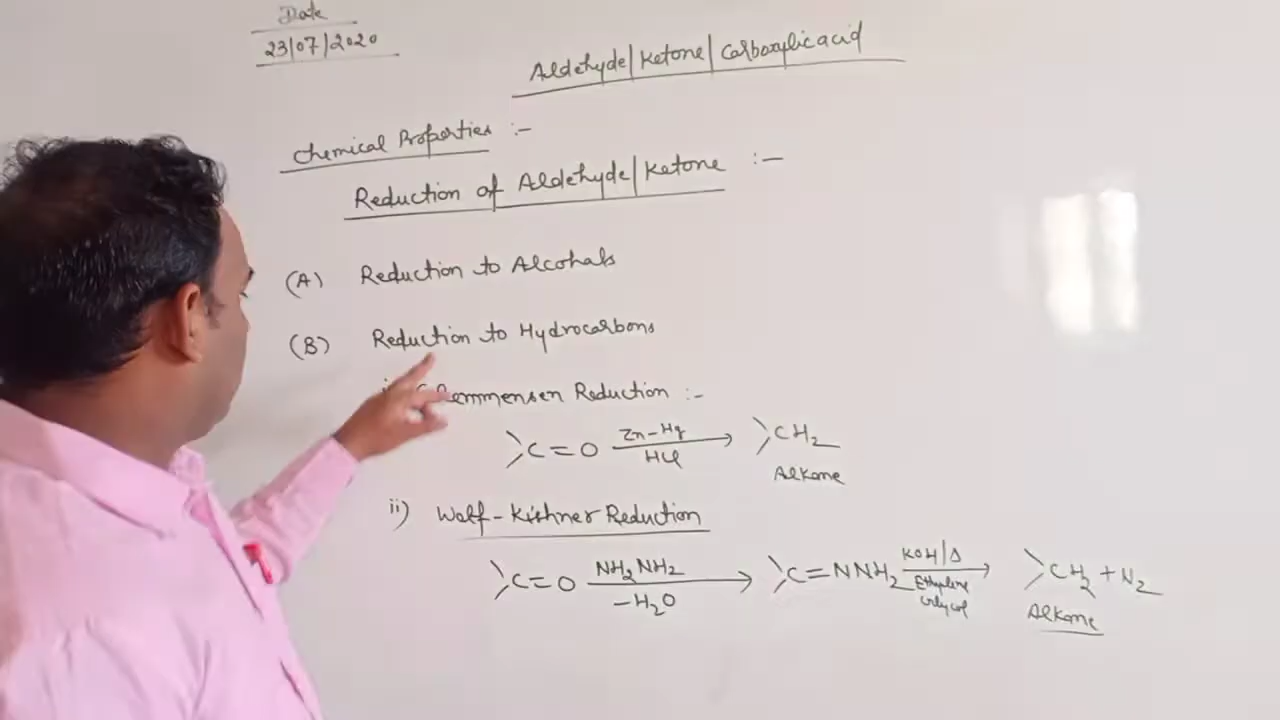 Date
23/07/2020
Aldehyde/Ketone/Carboxylic acid
Chemical Properties :-
Reduction of Aldehyde/Ketone :-
(A) Reduction to Alcohals
(B) Reduction to Hydrocarbons
Reduction :-
>C=O Zn-Hg/HCl → >CH2
Alkane
ii) Wolf-Kishner Reduction
>C=O NH2NH2/-H2O → >C=NNH2 KOH/Δ Ethylene Glycol → >CH2+N2
Alkane